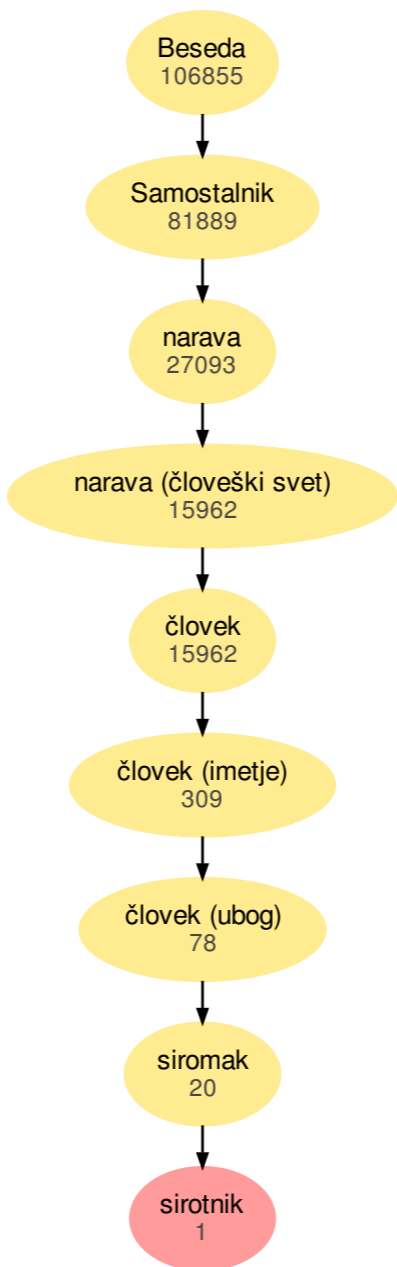 Beseda
106855
Samostalnik
81889
narava
27093
narava (človeški svet)
15962
človek
15962
človek (imetje)
309
človek (ubog)
78
siromak
20
sirotnik
1